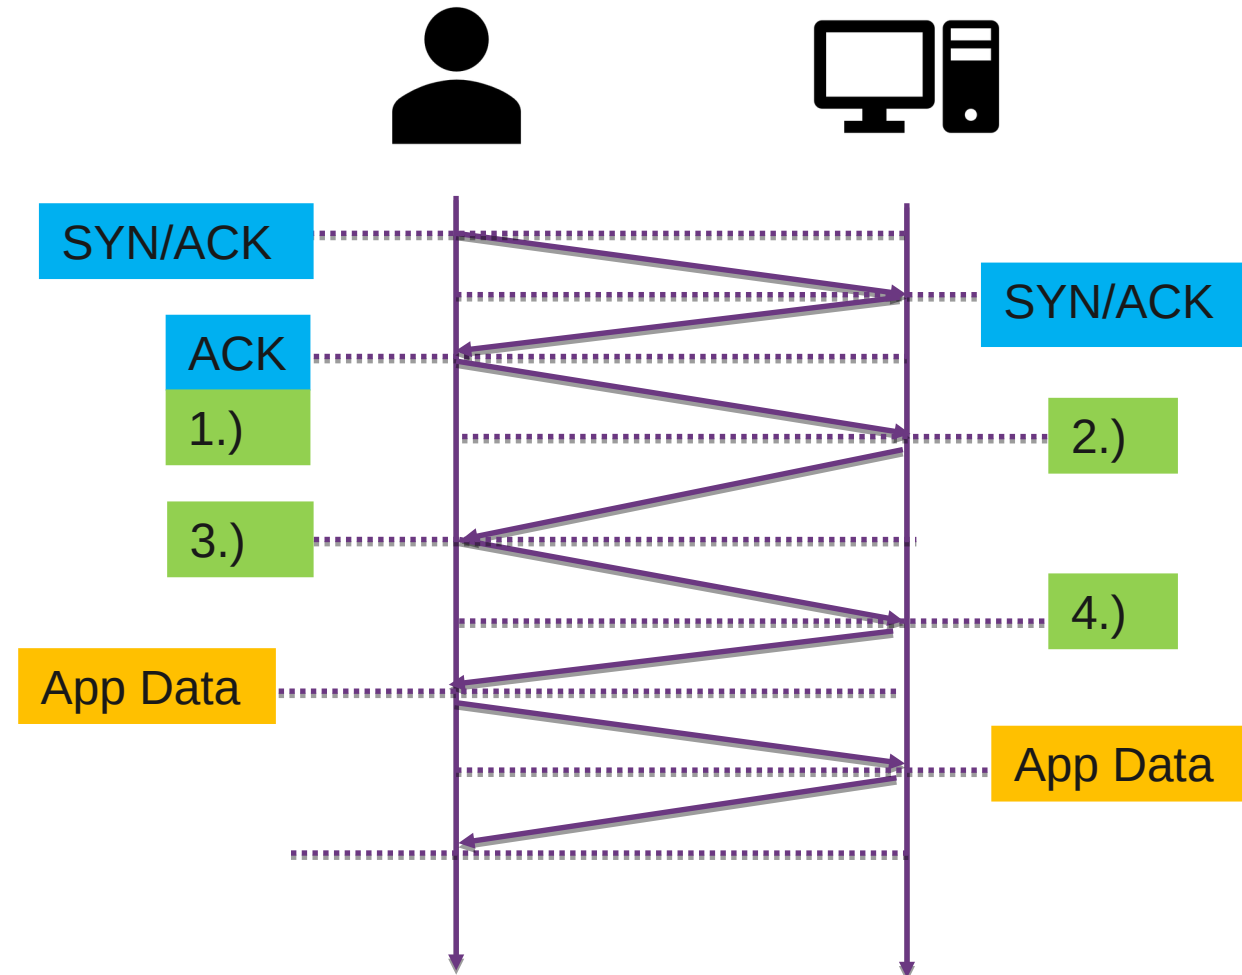 SYN/ACK
SYN/ACK
ACK
1.)
2.)
3.)
4.)
App Data
App Data